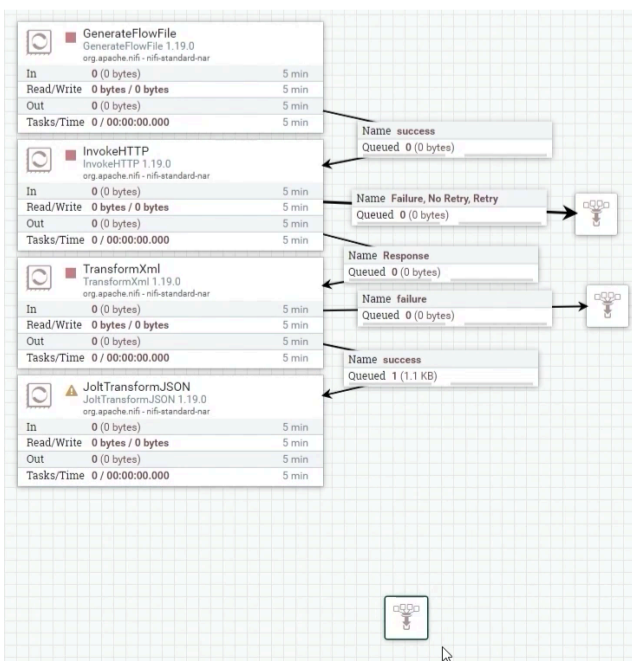 GenerateFlowFile
GenerateFlowFile 1.19.0
org.apache.nifi - nifi-standard-nar
In 0 (0 bytes) 5 min
Read/Write 0 bytes / 0 bytes 5 min
Out 0 (0 bytes) 5 min
Tasks/Time 0 / 00:00:00.000 5 min
Name success
Queued 0 (0 bytes)
InvokeHTTP
InvokeHTTP 1.19.0
org.apache.nifi - nifi-standard-nar
In 0 (0 bytes) 5 min
Read/Write 0 bytes / 0 bytes 5 min
Out 0 (0 bytes) 5 min
Tasks/Time 0 / 00:00:00.000 5 min
Name Failure, No Retry, Retry
Queued 0 (0 bytes)
Name Response
Queued 0 (0 bytes)
TransformXml
TransformXml 1.19.0
org.apache.nifi - nifi-standard-nar
In 0 (0 bytes) 5 min
Read/Write 0 bytes / 0 bytes 5 min
Out 0 (0 bytes) 5 min
Tasks/Time 0 / 00:00:00.000 5 min
Name failure
Queued 0 (0 bytes)
Name success
Queued 1 (1.1 KB)
JoltTransformJSON
JoltTransformJSON 1.19.0
org.apache.nifi - nifi-standard-nar
In 0 (0 bytes) 5 min
Read/Write 0 bytes / 0 bytes 5 min
Out 0 (0 bytes) 5 min
Tasks/Time 0 / 00:00:00.000 5 min